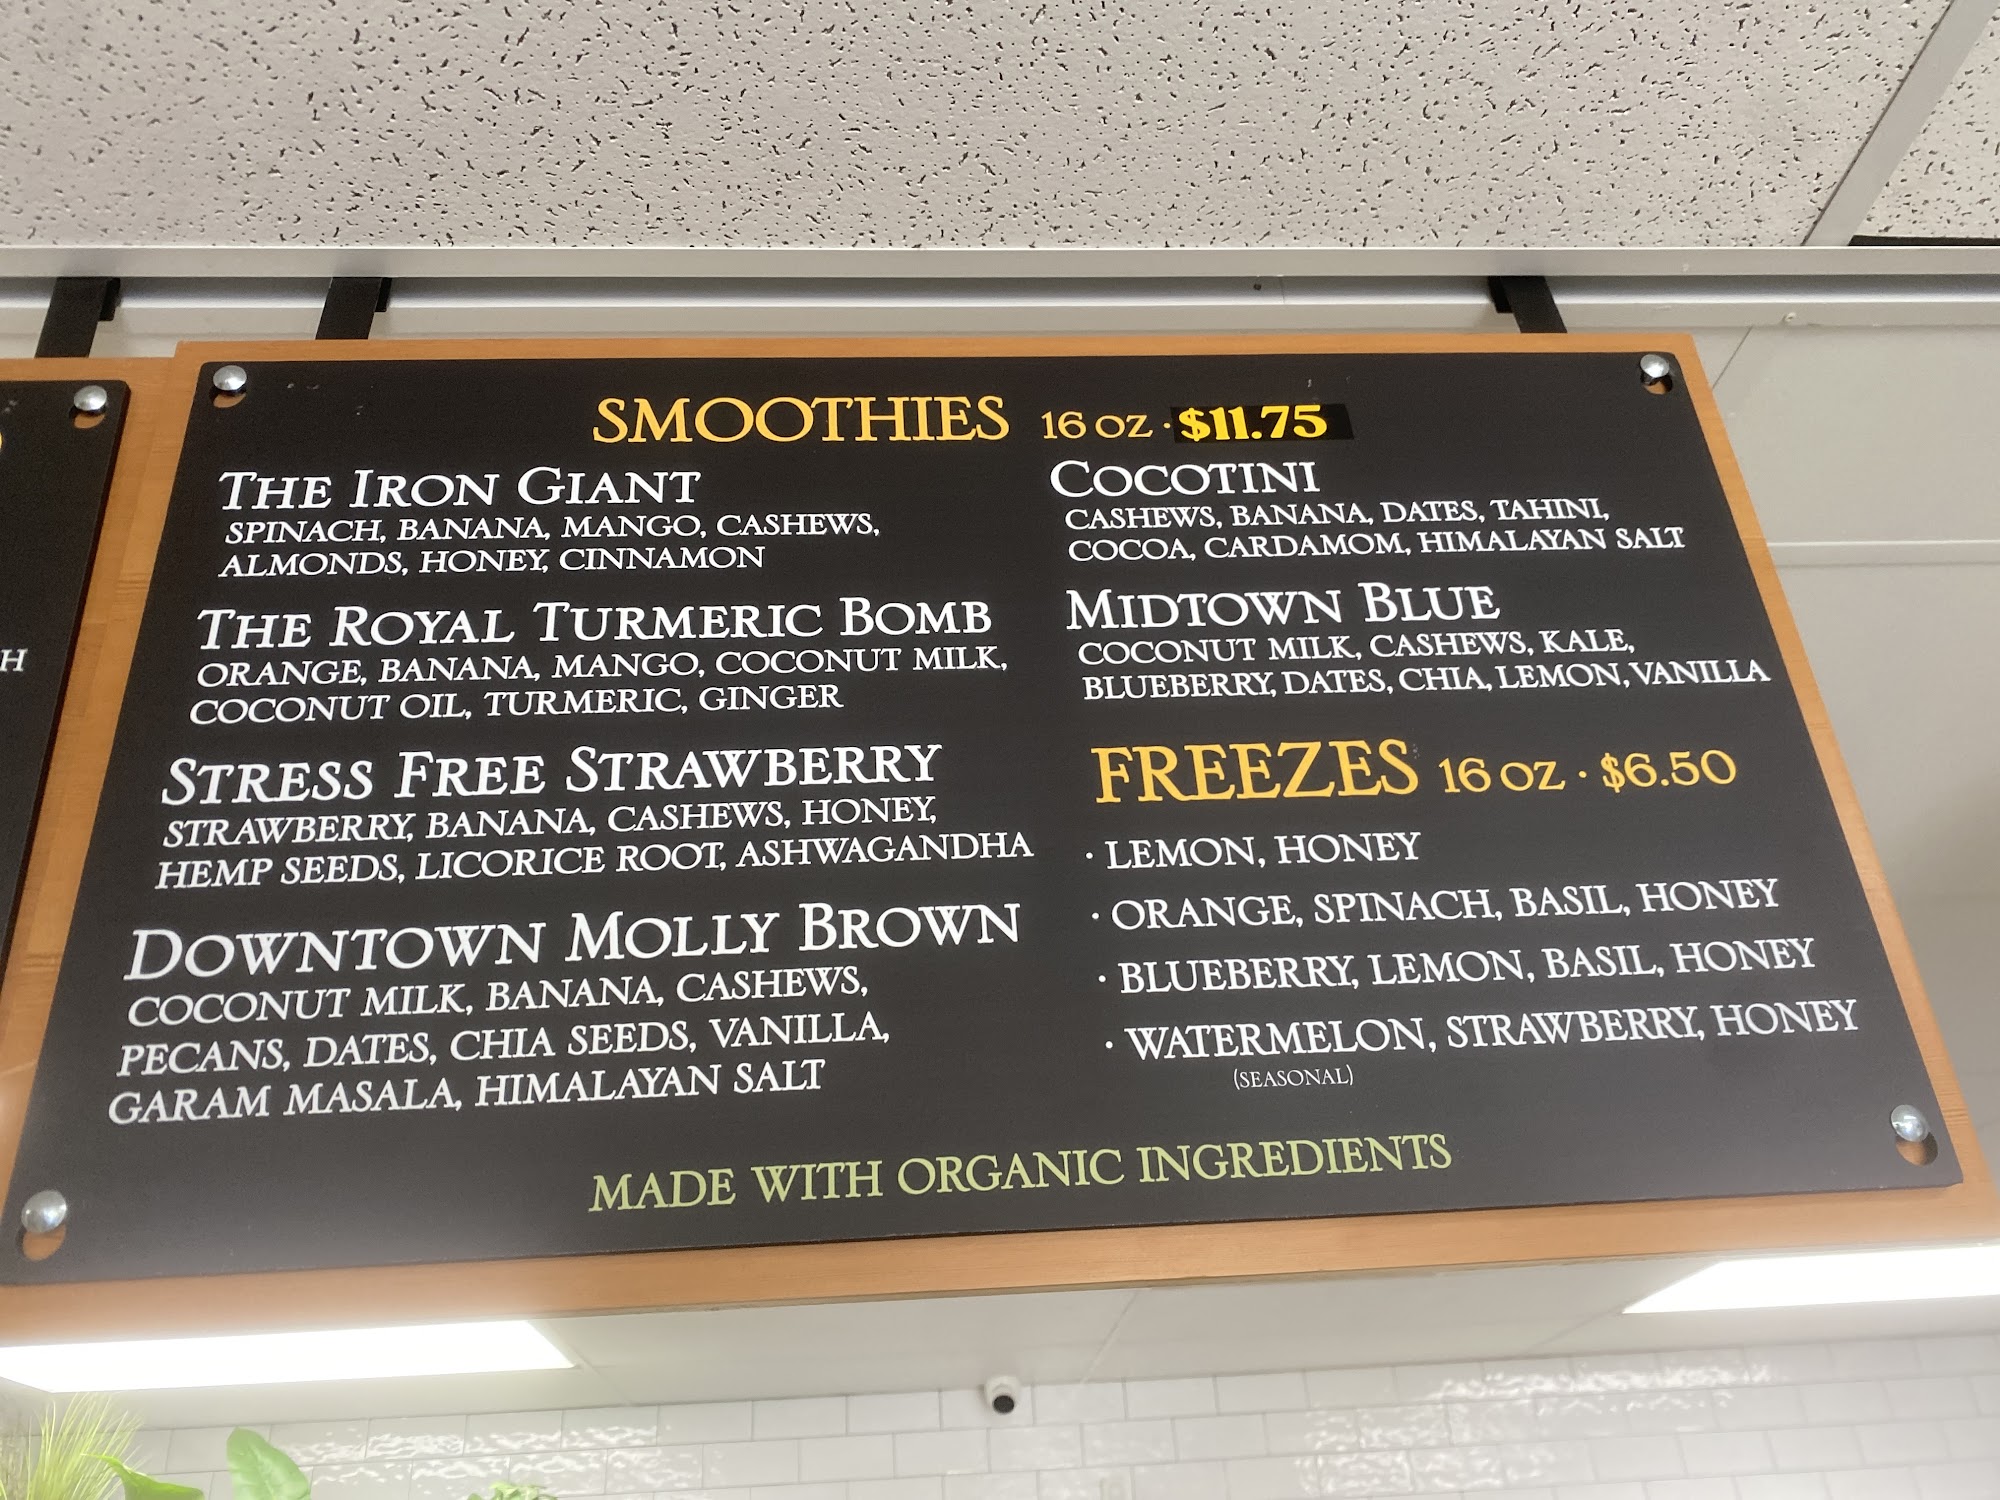 SMOOTHIES 16 OZ · $11.75
THE IRON GIANT
SPINACH, BANANA, MANGO, CASHEWS,
ALMONDS, HONEY, CINNAMON
THE ROYAL TURMERIC BOMB
ORANGE, BANANA, MANGO, COCONUT MILK,
COCONUT OIL, TURMERIC, GINGER
STRESS FREE STRAWBERRY
STRAWBERRY, BANANA, CASHEWS, HONEY,
HEMP SEEDS, LICORICE ROOT, ASHWAGANDHA
DOWNTOWN MOLLY BROWN
COCONUT MILK, BANANA, CASHEWS,
PECANS, DATES, CHIA SEEDS, VANILLA,
GARAM MASALA, HIMALAYAN SALT
COCOTINI
CASHEWS, BANANA, DATES, TAHINI,
COCOA, CARDAMOM, HIMALAYAN SALT
MIDTOWN BLUE
COCONUT MILK, CASHEWS, KALE,
BLUEBERRY, DATES, CHIA, LEMON, VANILLA
FREEZES 16 OZ · $6.50
· LEMON, HONEY
· ORANGE, SPINACH, BASIL, HONEY
· BLUEBERRY, LEMON, BASIL, HONEY
· WATERMELON, STRAWBERRY, HONEY
(SEASONAL)
MADE WITH ORGANIC INGREDIENTS